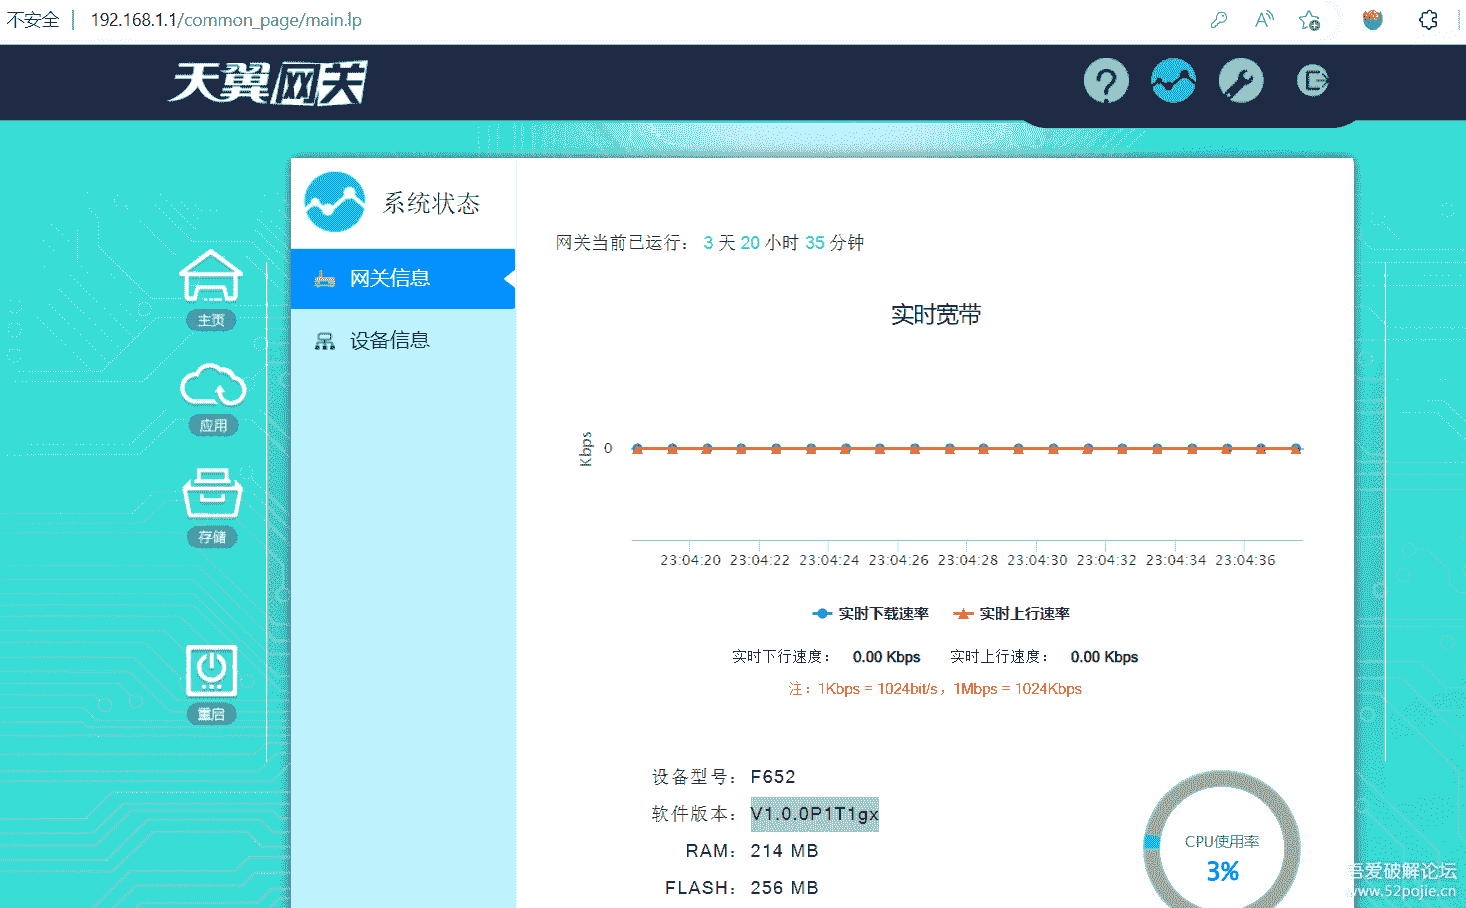 不安全 | 192.168.1.1/common_page/main.lp
天翼网关
系统状态
网关信息
设备信息
主页
应用
存储
重启
网关当前已运行： 3 天 20 小时 35 分钟
实时宽带
Kbps
0
23:04:20 23:04:22 23:04:24 23:04:26 23:04:28 23:04:30 23:04:32 23:04:34 23:04:36
实时下载速率 实时上行速率
实时下行速度： 0.00 Kbps 实时上行速度： 0.00 Kbps
注：1Kbps = 1024bit/s，1Mbps = 1024Kbps
设备型号： F652
软件版本： V1.0.0P1T1gx
RAM： 214 MB
FLASH： 256 MB
CPU使用率
3%
吾爱破解论坛
www.52pojie.cn